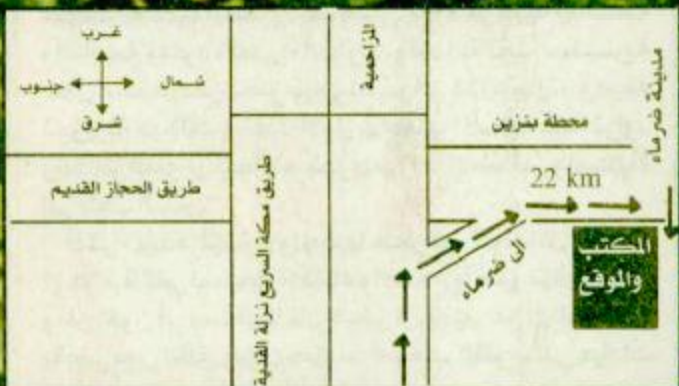 غرب
شمال
جنوب
شرق
المزاحمية
محطة بنزين
مدينة ضرماء
طريق الحجاز القديم
طريق مكة السريع نزلة القدية
22 km
الى ضرماء
المكتب
والموقع